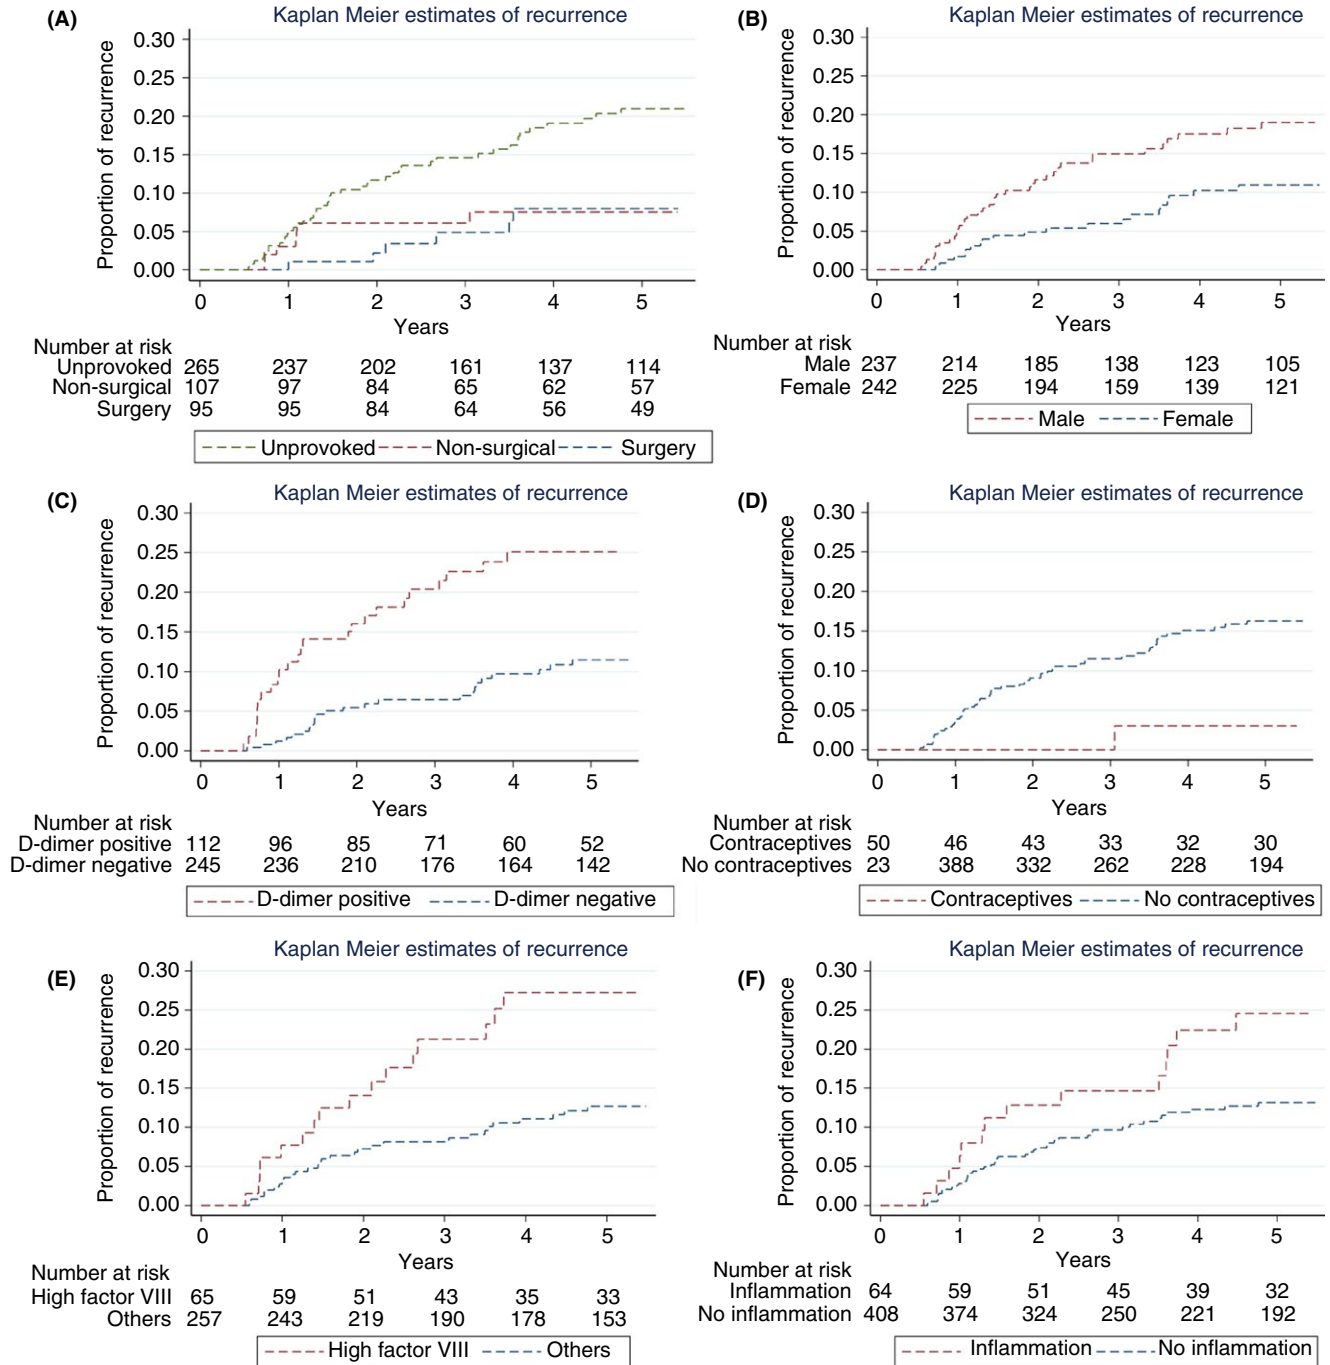 (A)
Kaplan Meier estimates of recurrence
Proportion of recurrence
0.30
0.25
0.20
0.15
0.10
0.05
0.00
0 1 2 3 4 5
Years
Number at risk
Unprovoked 265 237 202 161 137 114
Non-surgical 107 97 84 65 62 57
Surgery 95 95 84 64 56 49
Unprovoked Non-surgical Surgery
(B)
Kaplan Meier estimates of recurrence
Proportion of recurrence
0.30
0.25
0.20
0.15
0.10
0.05
0.00
0 1 2 3 4 5
Years
Number at risk
Male 237 214 185 138 123 105
Female 242 225 194 159 139 121
Male Female
(C)
Kaplan Meier estimates of recurrence
Proportion of recurrence
0.30
0.25
0.20
0.15
0.10
0.05
0.00
0 1 2 3 4 5
Years
Number at risk
D-dimer positive 112 96 85 71 60 52
D-dimer negative 245 236 210 176 164 142
D-dimer positive D-dimer negative
(D)
Kaplan Meier estimates of recurrence
Proportion of recurrence
0.30
0.25
0.20
0.15
0.10
0.05
0.00
0 1 2 3 4 5
Years
Number at risk
Contraceptives 50 46 43 33 32 30
No contraceptives 23 388 332 262 228 194
Contraceptives No contraceptives
(E)
Kaplan Meier estimates of recurrence
Proportion of recurrence
0.30
0.25
0.20
0.15
0.10
0.05
0.00
0 1 2 3 4 5
Years
Number at risk
High factor VIII 65 59 51 43 35 33
Others 257 243 219 190 178 153
High factor VIII Others
(F)
Kaplan Meier estimates of recurrence
Proportion of recurrence
0.30
0.25
0.20
0.15
0.10
0.05
0.00
0 1 2 3 4 5
Years
Number at risk
Inflammation 64 59 51 45 39 32
No inflammation 408 374 324 250 221 192
Inflammation No inflammation